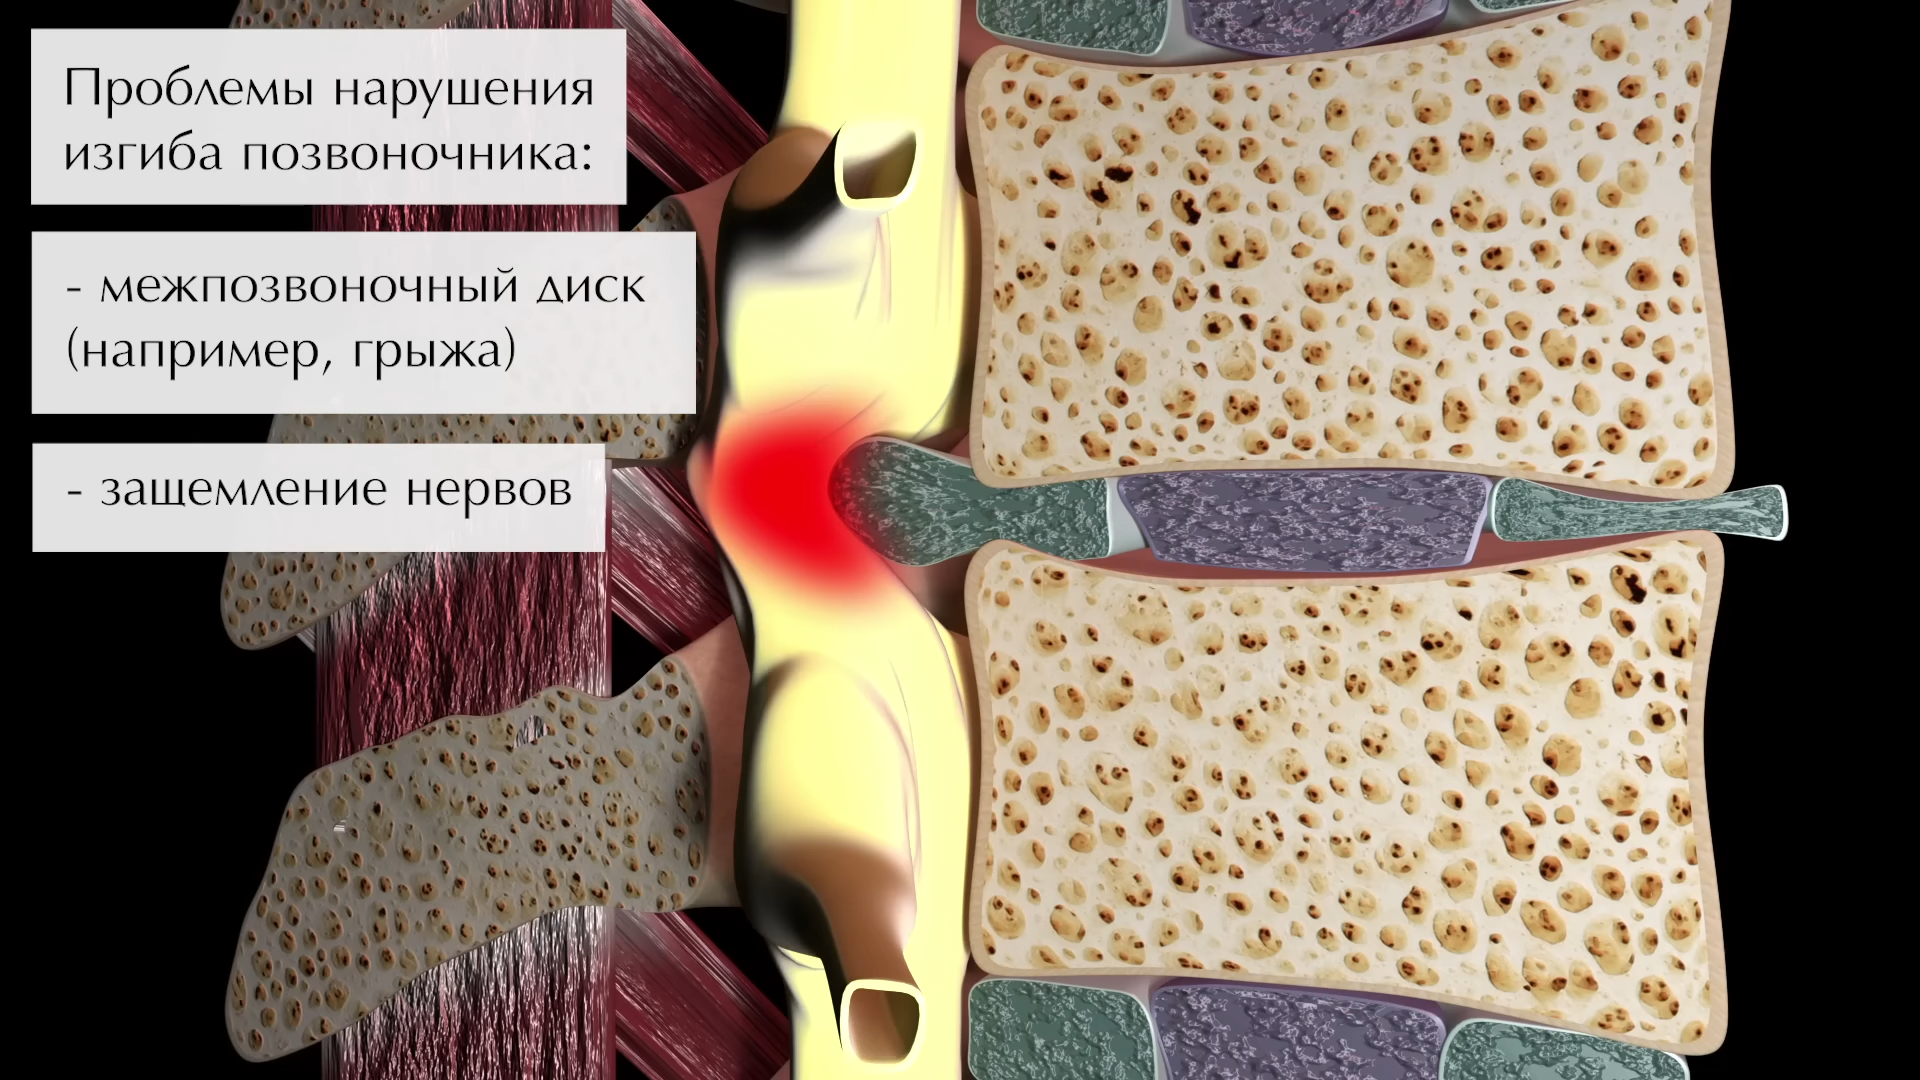 Проблемы нарушения
изгиба позвоночника:
- межпозвоночный диск
(например, грыжа)
- защемление нервов